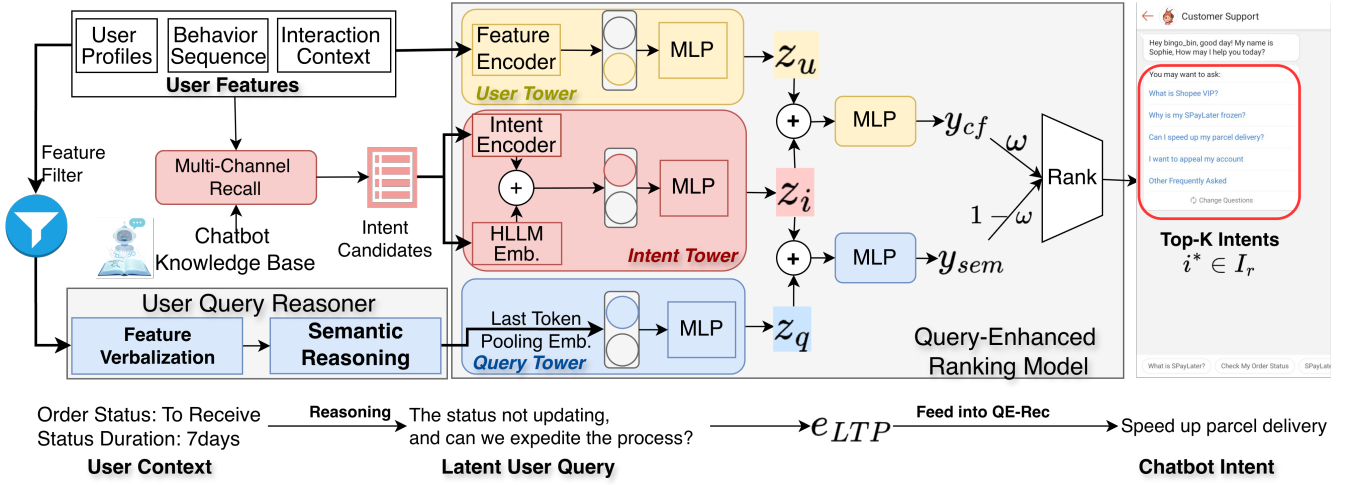 User
Profiles
Behavior
Sequence
Interaction
Context
User Features
Feature
Filter
Multi-Channel
Recall
Chatbot
Knowledge Base
Intent
Candidates
User Query Reasoner
Feature
Verbalization
Semantic
Reasoning
Feature
Encoder
MLP
User Tower
Intent
Encoder
+
HLLM
Emb.
MLP
Intent Tower
Last Token
Pooling Emb.
MLP
Query Tower
z_u
+
z_i
+
z_q
MLP
y_{cf}
ω
MLP
y_{sem}
1 − ω
Rank
Query-Enhanced
Ranking Model
Customer Support
Hey bingo_bin, good day! My name is
Sophie, How may I help you today?
You may want to ask:
What is Shopee VIP?
Why is my SPayLater frozen?
Can I speed up my parcel delivery?
I want to appeal my account
Other Frequently Asked
Change Questions
Top-K Intents
i* ∈ I_r
What is SPayLater?
Check My Order Status
SPayLate
Order Status: To Receive
Status Duration: 7days
User Context
Reasoning
The status not updating,
and can we expedite the process?
Latent User Query
e_{LTP}
Feed into QE-Rec
Speed up parcel delivery
Chatbot Intent